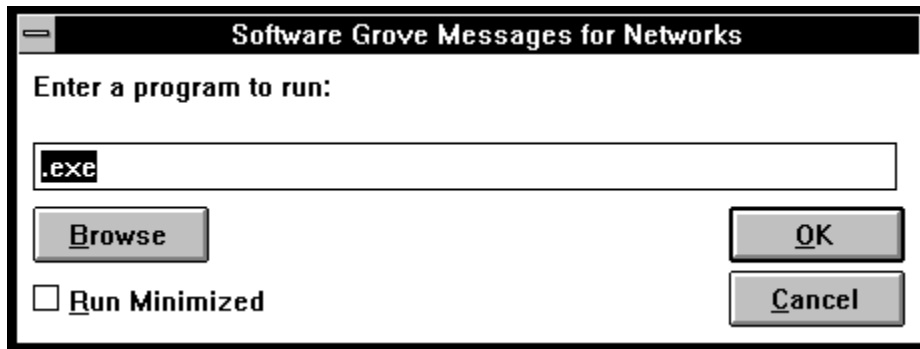 Software Grove Messages for Networks
Enter a program to run:
.exe
Browse
OK
Run Minimized
Cancel